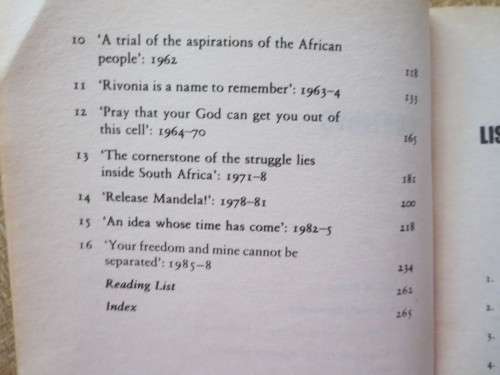 10 'A trial of the aspirations of the African
people': 1962 118
11 'Rivonia is a name to remember': 1963–4 133
12 'Pray that your God can get you out of
this cell': 1964–70 165
13 'The cornerstone of the struggle lies
inside South Africa': 1971–8 181
14 'Release Mandela!': 1978–81 200
15 'An idea whose time has come': 1982–5 218
16 'Your freedom and mine cannot be
separated': 1985–8 234
Reading List 262
Index 265
LIS
1.
2.
3.
4.